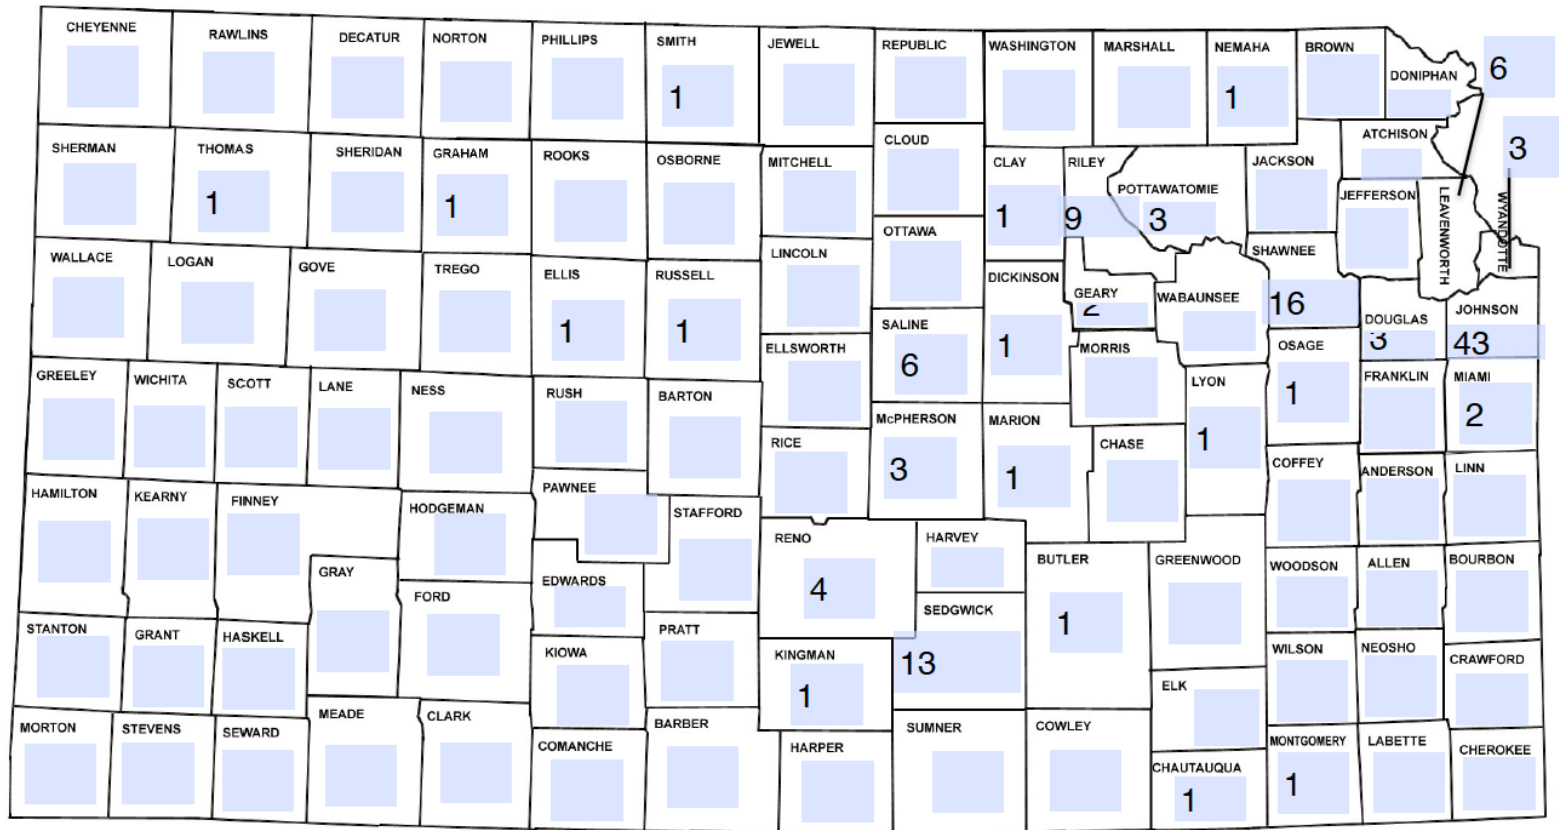 CHEYENNE
RAWLINS
DECATUR
NORTON
PHILLIPS
SMITH
1
JEWELL
REPUBLIC
WASHINGTON
MARSHALL
NEMAHA
1
BROWN
DONIPHAN
6
SHERMAN
THOMAS
1
SHERIDAN
GRAHAM
1
ROOKS
OSBORNE
MITCHELL
CLOUD
CLAY
1
RILEY
9
POTTAWATOMIE
3
JACKSON
ATCHISON
JEFFERSON
LEAVENWORTH
WYANDOTTE
3
WALLACE
LOGAN
GOVE
TREGO
ELLIS
1
RUSSELL
1
LINCOLN
OTTAWA
DICKINSON
1
GEARY
2
WABAUNSEE
SHAWNEE
16
DOUGLAS
3
JOHNSON
43
SALINE
6
ELLSWORTH
MORRIS
OSAGE
1
FRANKLIN
MIAMI
2
GREELEY
WICHITA
SCOTT
LANE
NESS
RUSH
BARTON
RICE
McPHERSON
3
MARION
1
CHASE
LYON
1
COFFEY
ANDERSON
LINN
HAMILTON
KEARNY
FINNEY
HODGEMAN
PAWNEE
STAFFORD
RENO
4
HARVEY
BUTLER
1
GREENWOOD
WOODSON
ALLEN
BOURBON
GRAY
FORD
EDWARDS
SEDGWICK
13
STANTON
GRANT
HASKELL
KIOWA
PRATT
KINGMAN
1
WILSON
NEOSHO
CRAWFORD
ELK
MORTON
STEVENS
SEWARD
MEADE
CLARK
COMANCHE
BARBER
HARPER
SUMNER
COWLEY
CHAUTAUQUA
1
MONTGOMERY
1
LABETTE
CHEROKEE